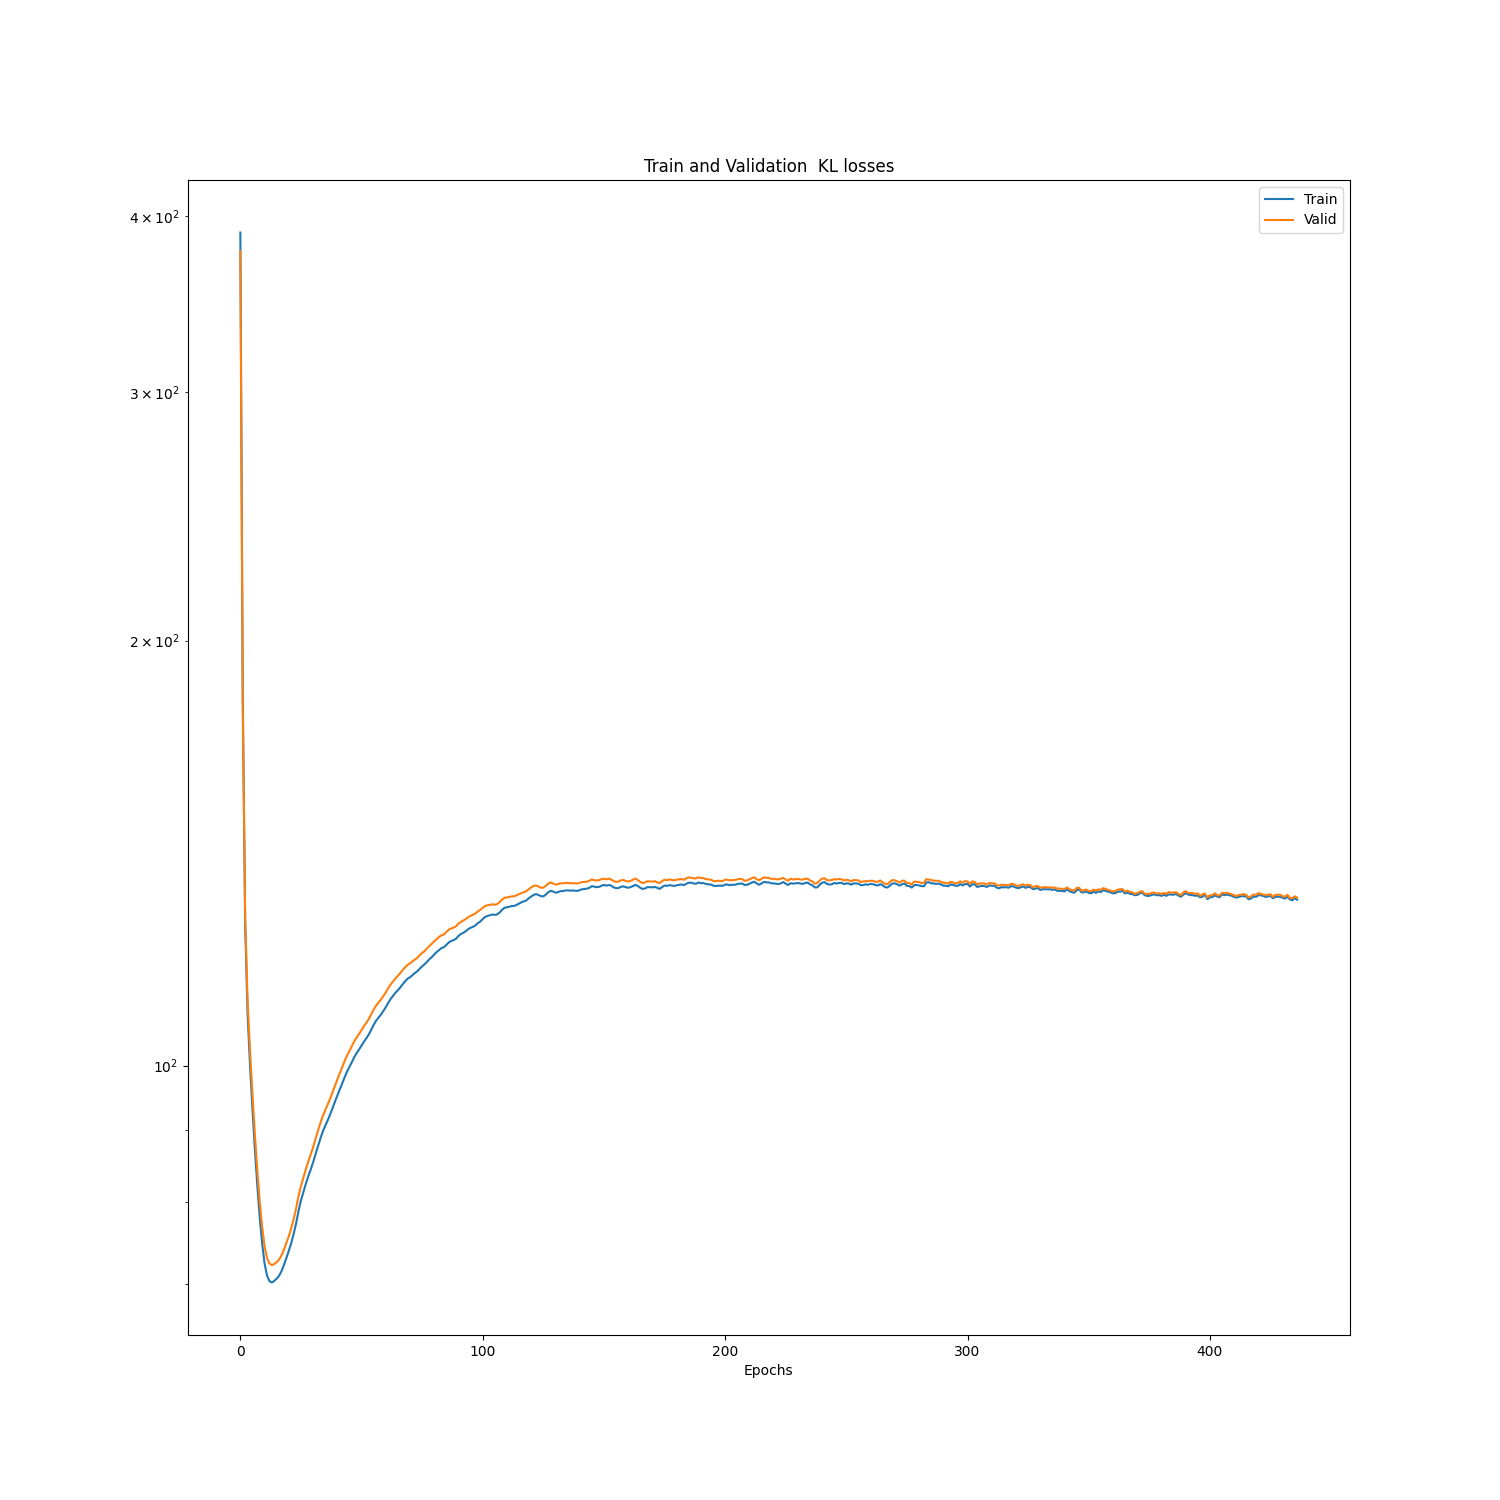 Train and Validation  KL losses
Train
Valid
4 × 10²
3 × 10²
2 × 10²
10²
0 100 200 300 400
Epochs